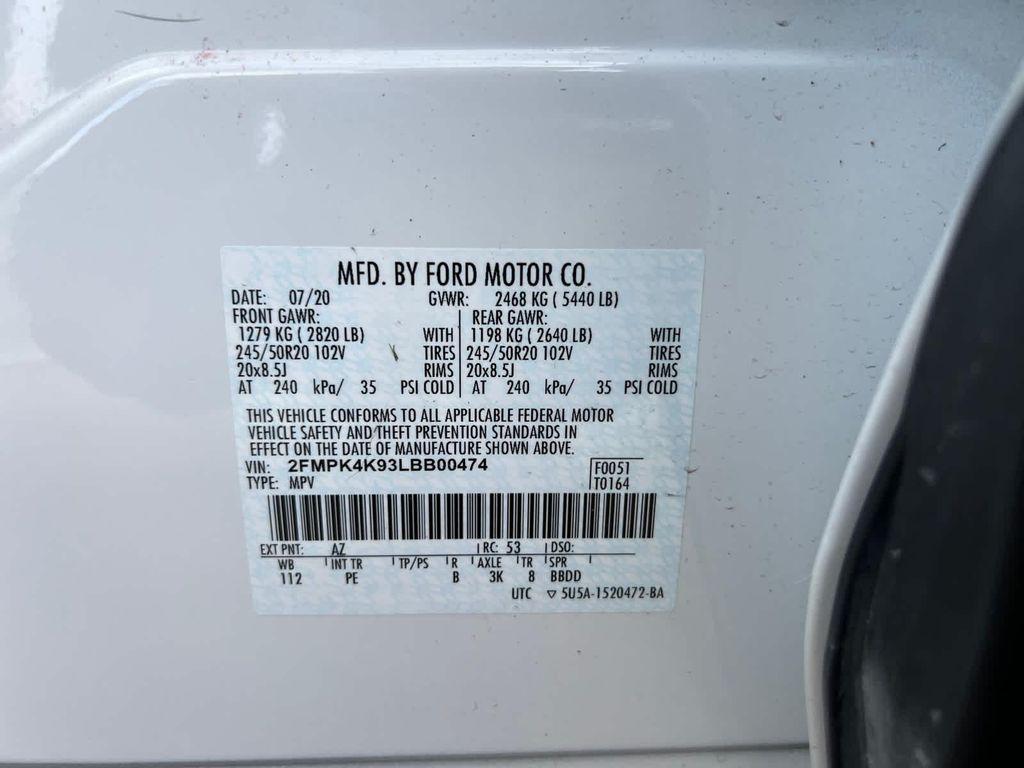 MFD. BY FORD MOTOR CO.
DATE: 07/20 GVWR: 2468 KG ( 5440 LB)
FRONT GAWR: REAR GAWR:
1279 KG ( 2820 LB) WITH 1198 KG ( 2640 LB) WITH
245/50R20 102V TIRES 245/50R20 102V TIRES
20x8.5J RIMS 20x8.5J RIMS
AT 240 kPa/ 35 PSI COLD AT 240 kPa/ 35 PSI COLD
THIS VEHICLE CONFORMS TO ALL APPLICABLE FEDERAL MOTOR
VEHICLE SAFETY AND THEFT PREVENTION STANDARDS IN
EFFECT ON THE DATE OF MANUFACTURE SHOWN ABOVE.
VIN: 2FMPK4K93LBB00474 F0051
TYPE: MPV T0164
EXT PNT: AZ RC: 53 DSO:
WB INT TR TP/PS R AXLE TR SPR
112 PE B 3K 8 BBDD
UTC ▽ 5U5A-1520472-BA